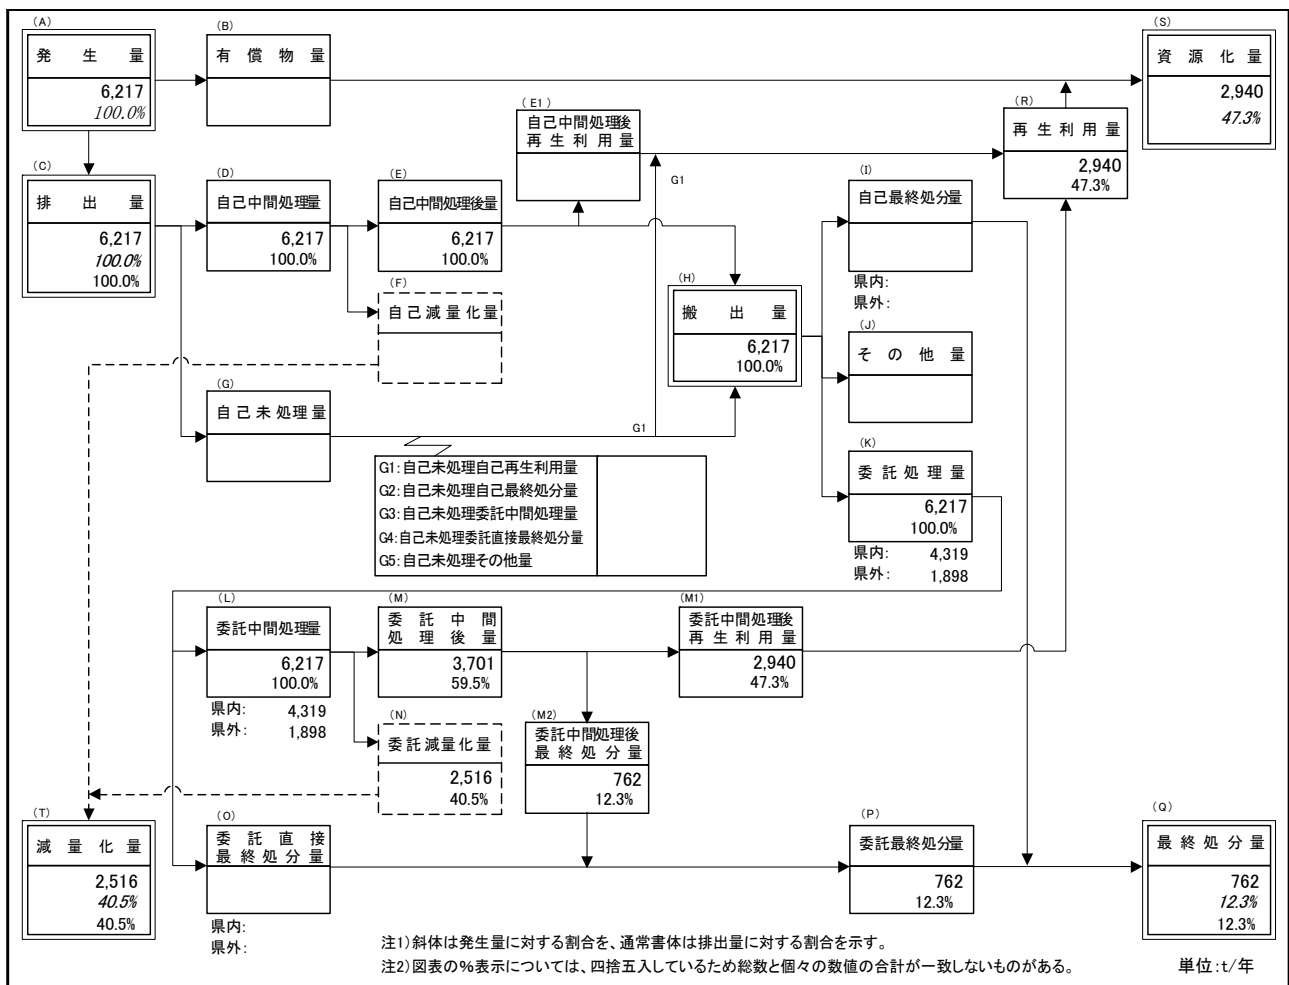 (A)
発生量
6,217
100.0%
(B)
有償物量
(S)
資源化量
2,940
47.3%
(E1)
自己中間処理後
再生利用量
(R)
再生利用量
2,940
47.3%
G1
(C)
排出量
6,217
100.0%
100.0%
(D)
自己中間処理量
6,217
100.0%
(E)
自己中間処理後量
6,217
100.0%
(I)
自己最終処分量
県内:
県外:
(F)
自己減量化量
(H)
搬出量
6,217
100.0%
(J)
その他量
(G)
自己未処理量
G1
G1:自己未処理自己再生利用量
G2:自己未処理自己最終処分量
G3:自己未処理委託中間処理量
G4:自己未処理委託直接最終処分量
G5:自己未処理その他量
(K)
委託処理量
6,217
100.0%
県内: 4,319
県外: 1,898
(L)
委託中間処理量
6,217
100.0%
県内: 4,319
県外: 1,898
(M)
委託中間
処理後量
3,701
59.5%
(M1)
委託中間処理後
再生利用量
2,940
47.3%
(N)
委託減量化量
2,516
40.5%
(M2)
委託中間処理後
最終処分量
762
12.3%
(T)
減量化量
2,516
40.5%
40.5%
(O)
委託直接
最終処分量
県内:
県外:
(P)
委託最終処分量
762
12.3%
(Q)
最終処分量
762
12.3%
12.3%
注1)斜体は発生量に対する割合を、通常書体は排出量に対する割合を示す。
注2)図表の%表示については、四捨五入しているため総数と個々の数値の合計が一致しないものがある。
単位:t/年